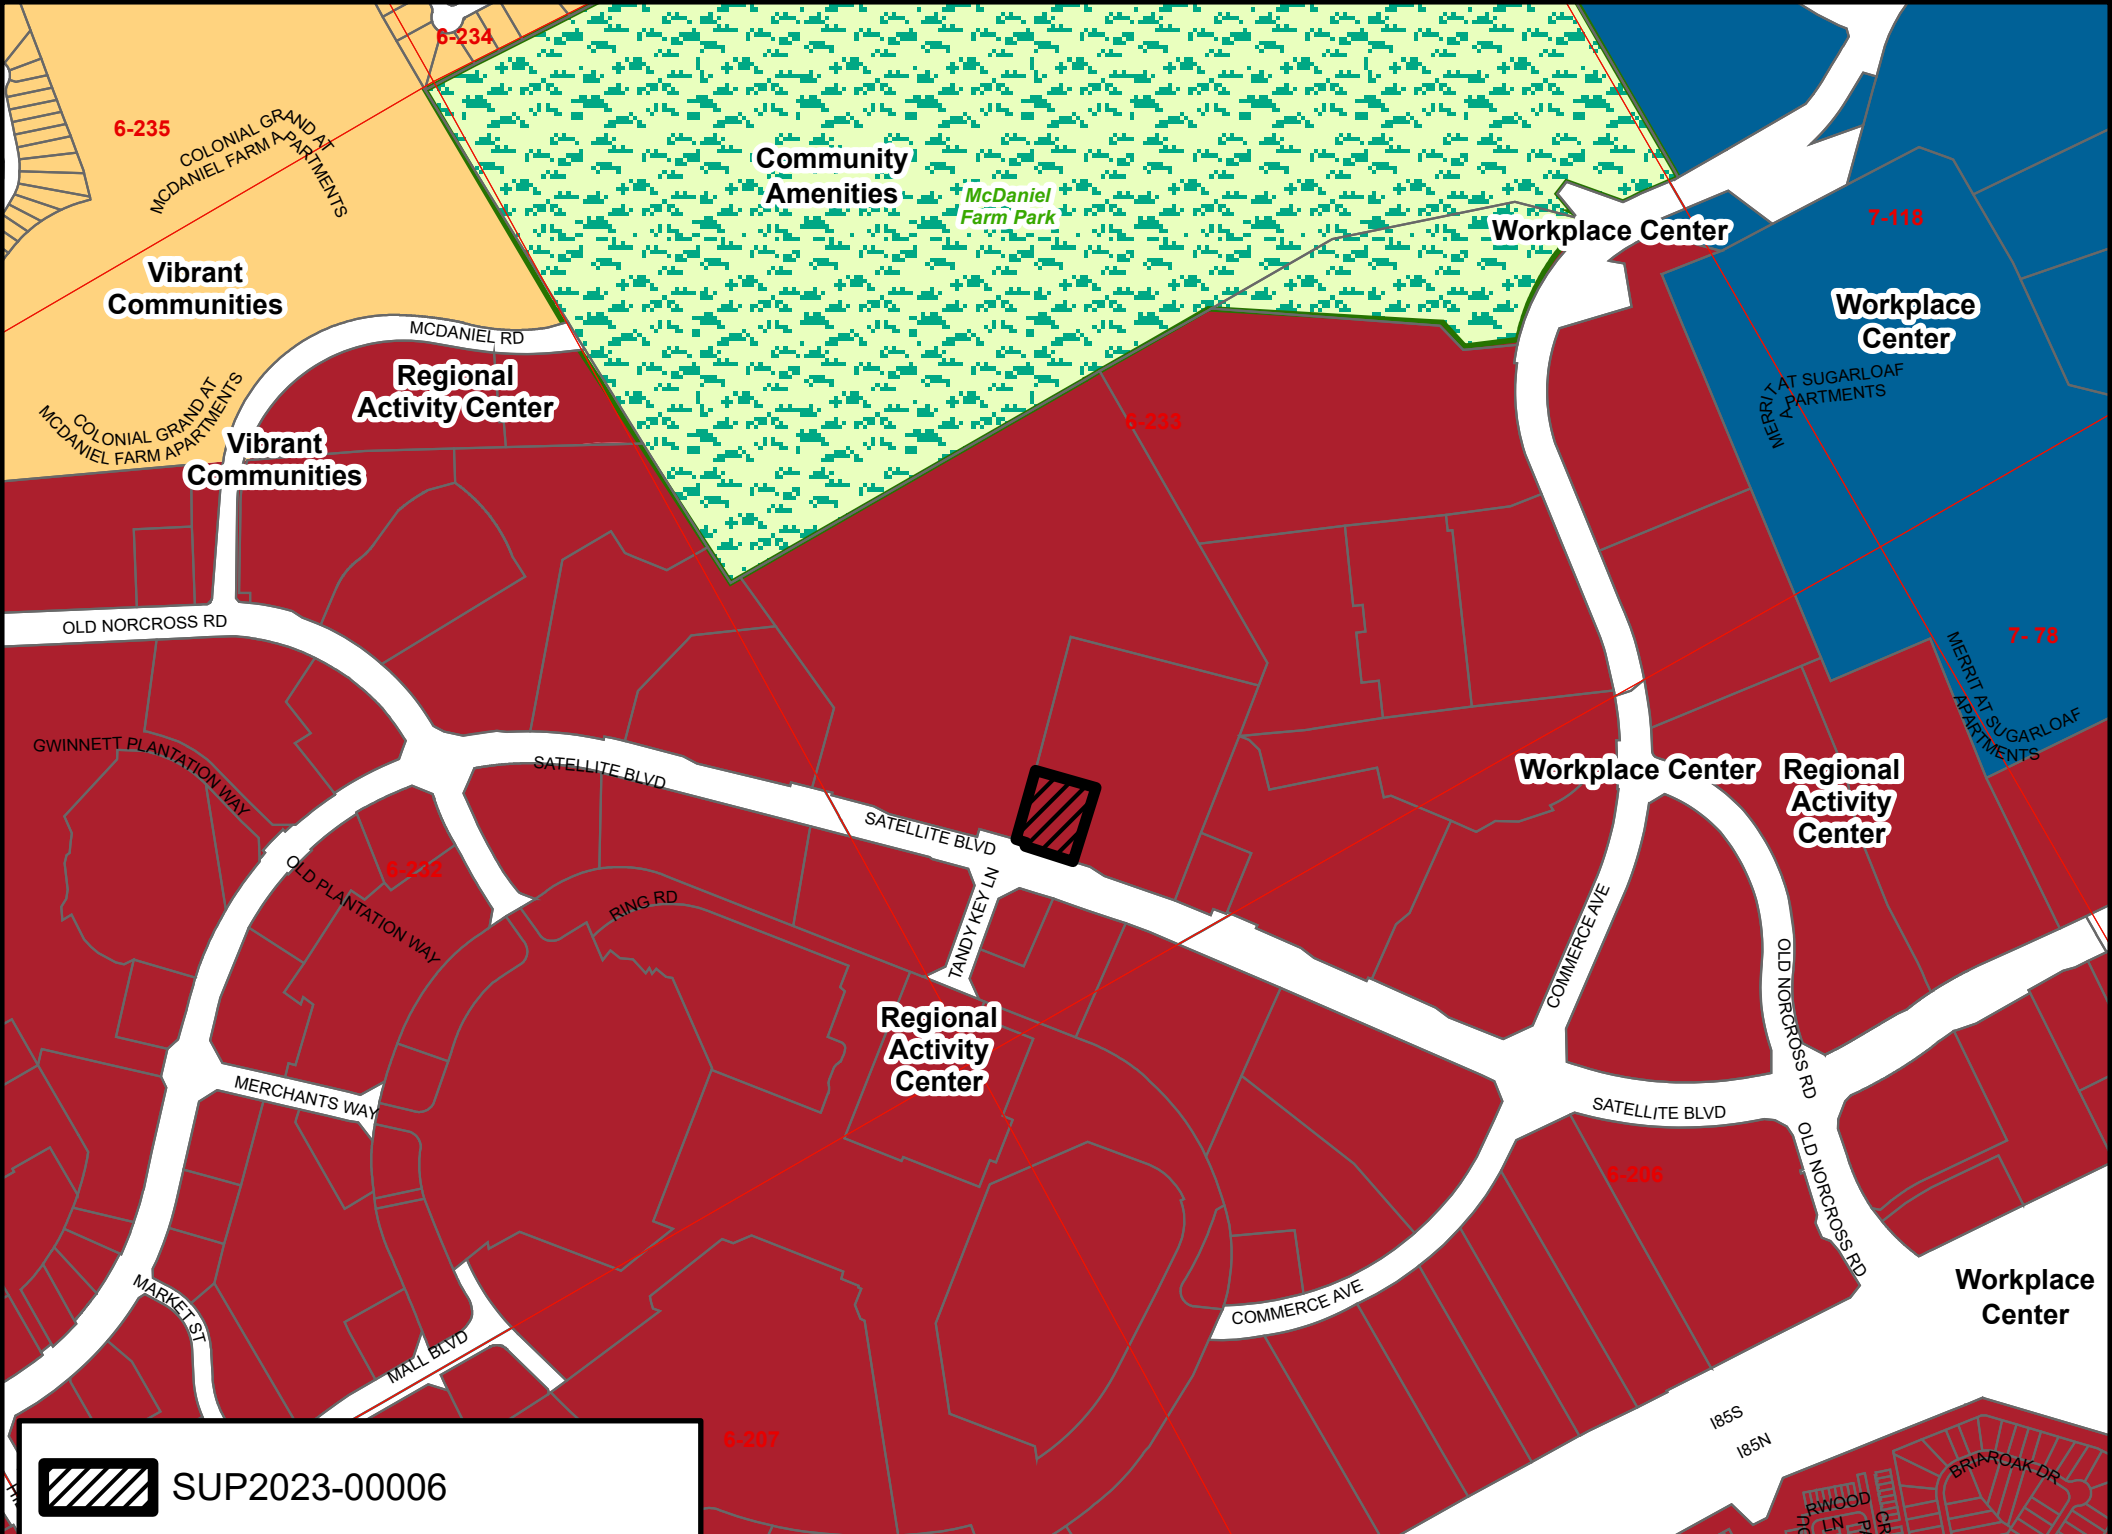 6-234
6-235
COLONIAL GRAND AT
MCDANIEL FARM APARTMENTS
Community
Amenities
McDaniel
Farm Park
Workplace Center
7-118
Vibrant
Communities
MCDANIEL RD
Regional
Activity Center
Workplace
Center
MERRIT AT SUGARLOAF
APARTMENTS
COLONIAL GRAND AT
MCDANIEL FARM APARTMENTS
Vibrant
Communities
6-233
OLD NORCROSS RD
7- 78
MERRIT AT SUGARLOAF
APARTMENTS
GWINNETT PLANTATION WAY
SATELLITE BLVD
Workplace Center
Regional
Activity
Center
SATELLITE BLVD
6-232
OLD PLANTATION WAY
RING RD
TANDY KEY LN
COMMERCE AVE
OLD NORCROSS RD
Regional
Activity
Center
MERCHANTS WAY
SATELLITE BLVD
OLD NORCROSS RD
6-206
MARKET ST
MALL BLVD
COMMERCE AVE
Workplace
Center
6-207
I85S
I85N
BRIAROAK DR
RWOOD
LN
SUP2023-00006